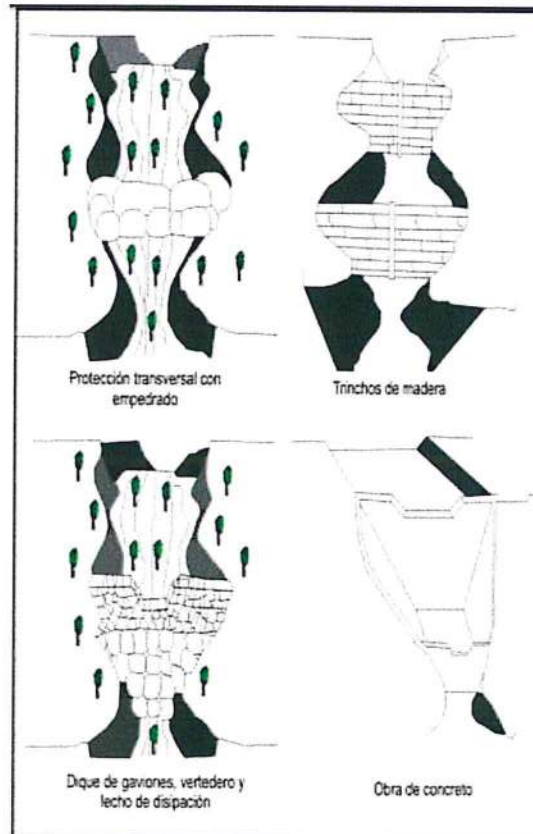 Protección transversal con
empedrado
Trinchos de madera
Dique de gaviones, vertedero y
lecho de disipación
Obra de concreto